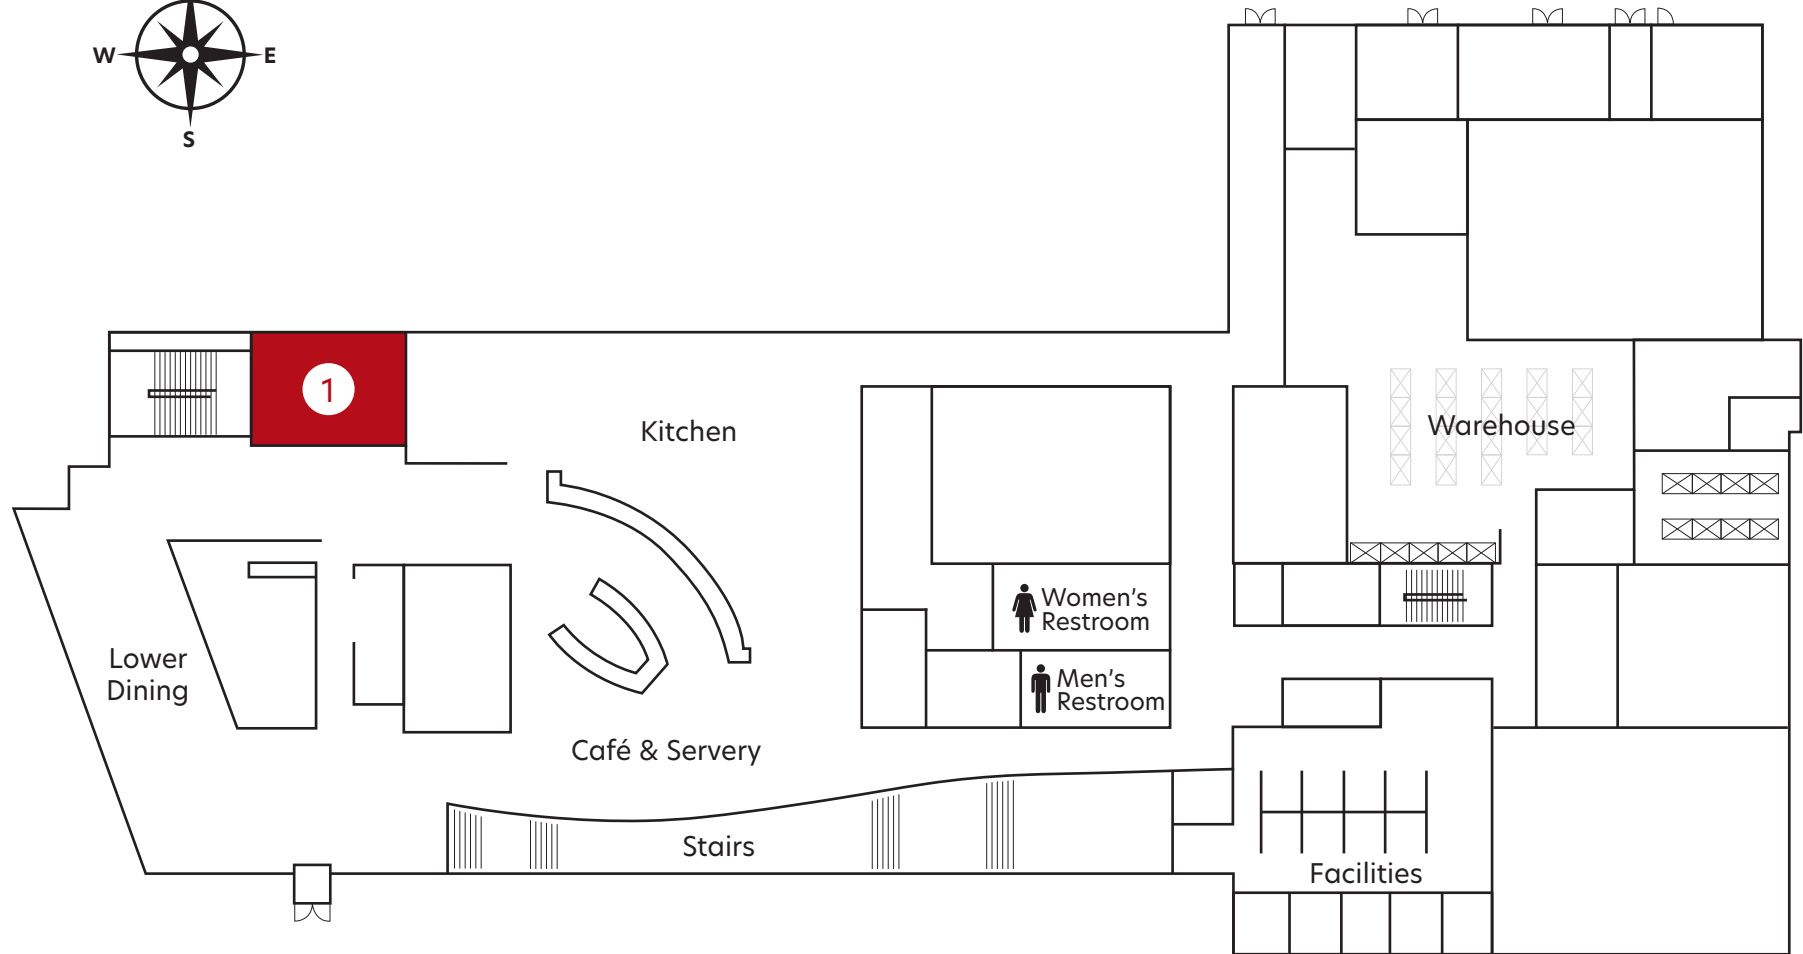 W E
S
1
Kitchen
Warehouse
Women's
Restroom
Lower
Dining
Men's
Restroom
Café & Servery
Stairs
Facilities